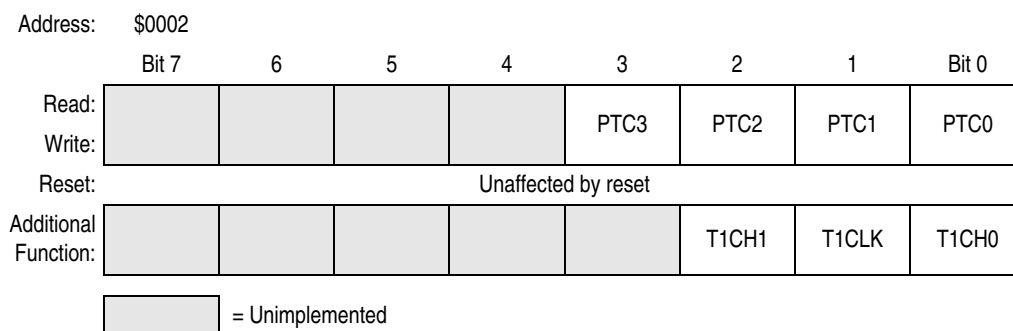 Address: $0002
Bit 7 6 5 4 3 2 1 Bit 0
Read:
Write:
PTC3 PTC2 PTC1 PTC0
Reset: Unaffected by reset
Additional
Function:
T1CH1 T1CLK T1CH0
= Unimplemented